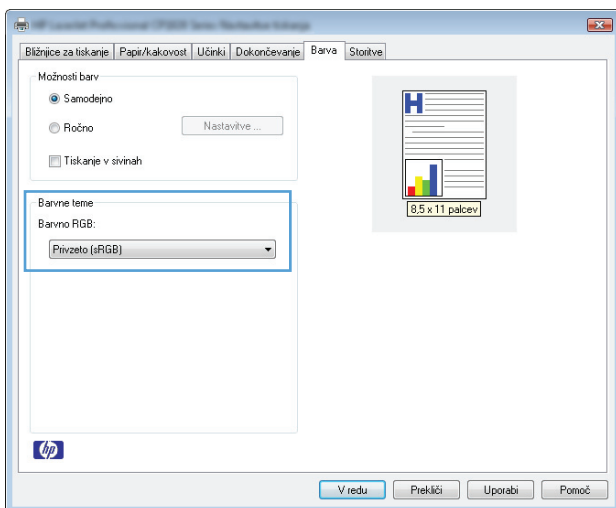 Bližnjice za tiskanje Papir/kakovost Učinki Dokončevanje Barva Storitve
Možnosti barv
Samodejno
Ročno
Nastavitve ...
Tiskanje v sivinah
Barvne teme
Barvno RGB:
Privzeto (sRGB)
H
8,5 x 11 palcev
hp
V redu Prekliči Uporabi Pomoč